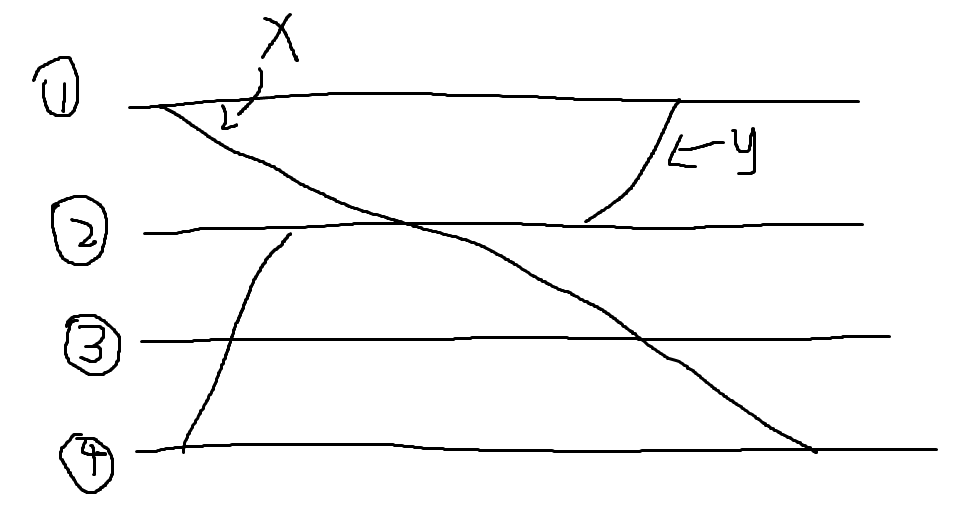 X
①
y
②
③
④